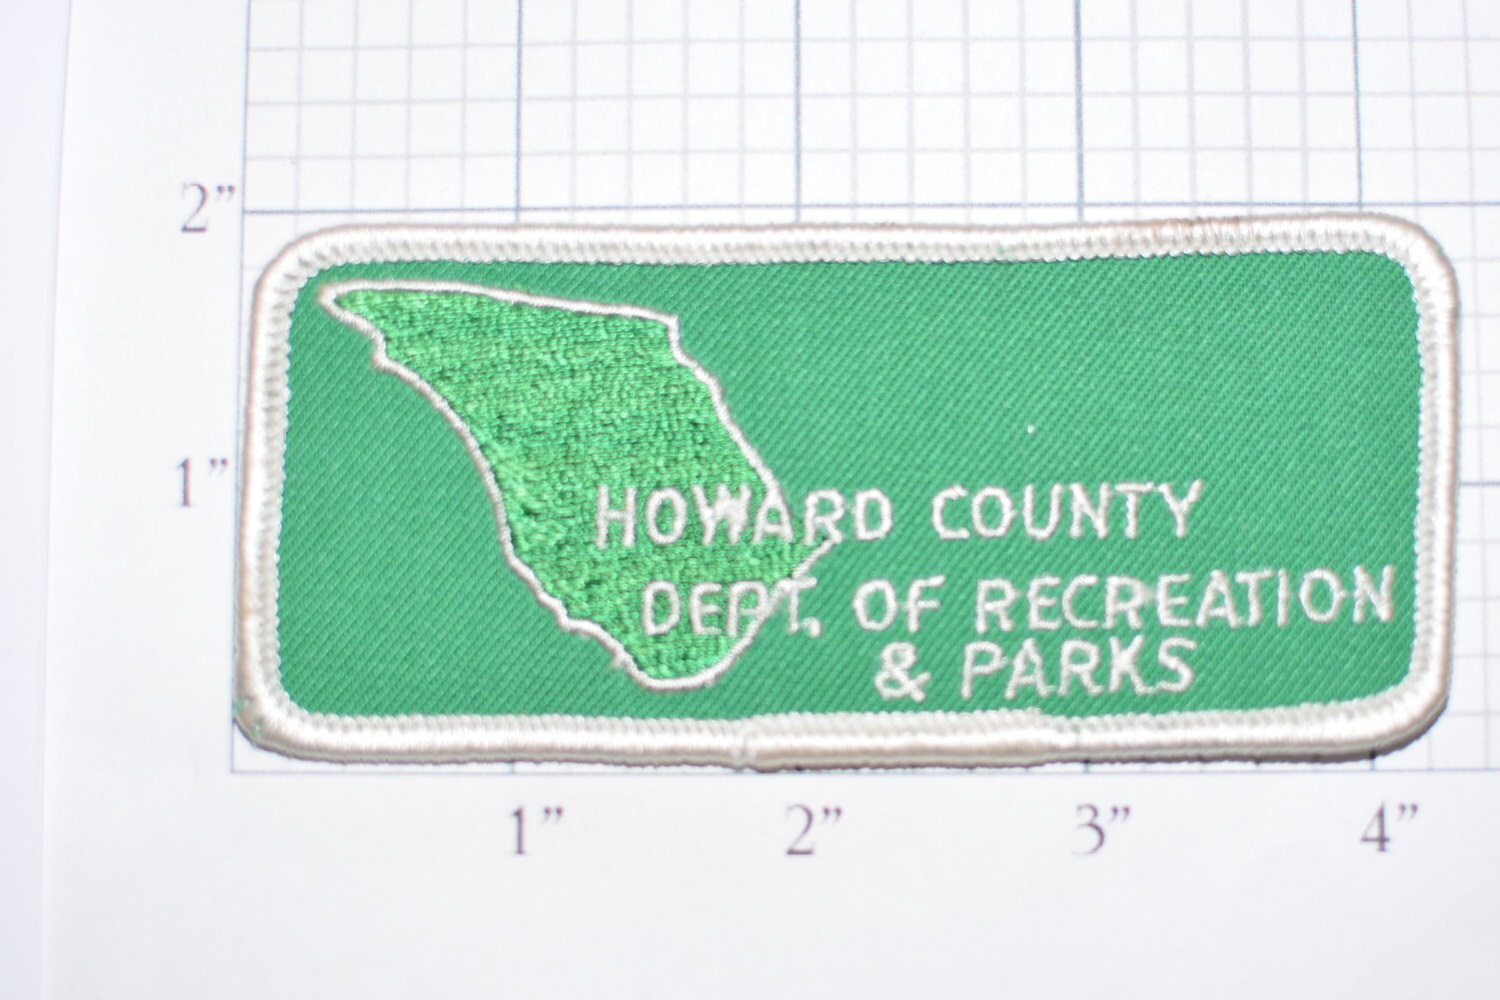 2”
1”
HOWARD COUNTY
DEPT. OF RECREATION
& PARKS
1” 2” 3” 4”